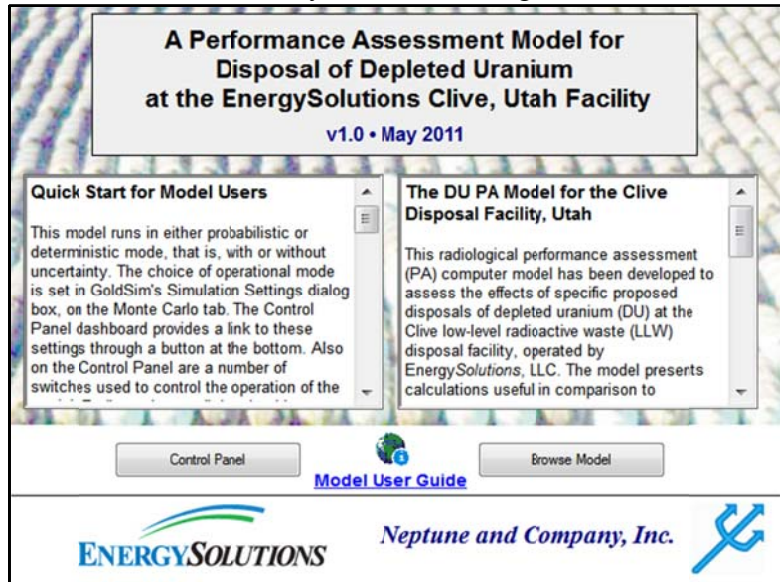 A Performance Assessment Model for
Disposal of Depleted Uranium
at the EnergySolutions Clive, Utah Facility
v1.0 • May 2011
Quick Start for Model Users
This model runs in either probabilistic or
deterministic mode, that is, with or without
uncertainty. The choice of operational mode
is set in GoldSim's Simulation Settings dialog
box, on the Monte Carlo tab. The Control
Panel dashboard provides a link to these
settings through a button at the bottom. Also
on the Control Panel are a number of
switches used to control the operation of the
The DU PA Model for the Clive
Disposal Facility, Utah
This radiological performance assessment
(PA) computer model has been developed to
assess the effects of specific proposed
disposals of depleted uranium (DU) at the
Clive low-level radioactive waste (LLW)
disposal facility, operated by
EnergySolutions, LLC. The model presents
calculations useful in comparison to
Control Panel
Model User Guide
Browse Model
ENERGYSOLUTIONS
Neptune and Company, Inc.